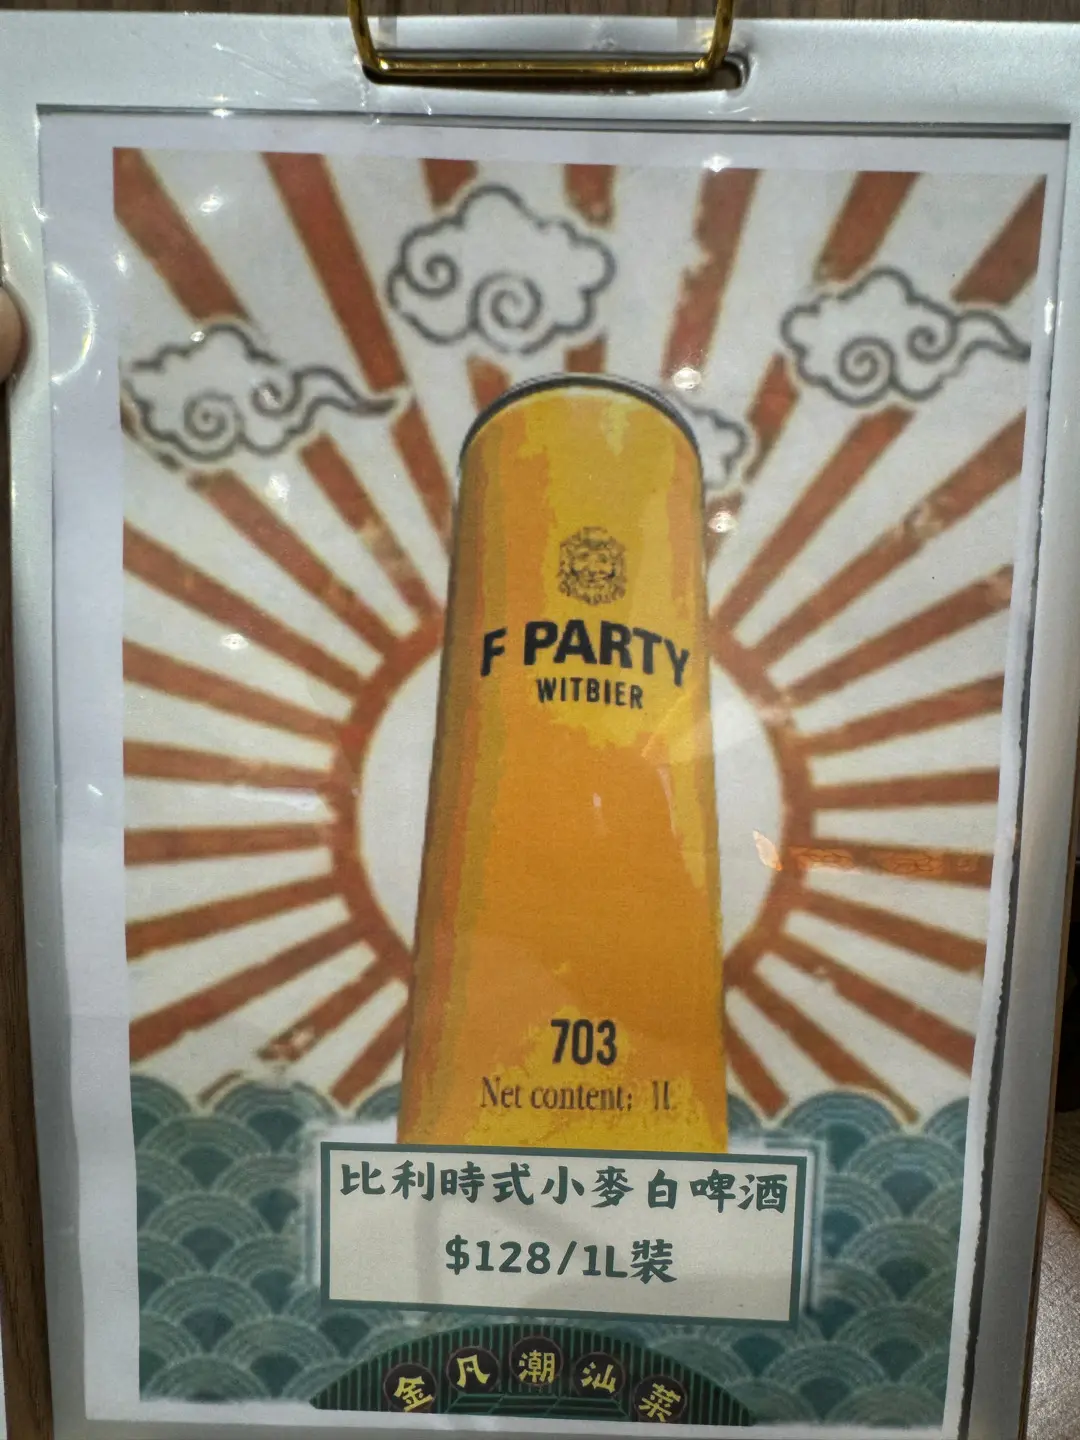 F PARTY
WITBIER
703
Net content: 1L
比利時式小麥白啤酒
$128/1L裝
金凡潮汕菜